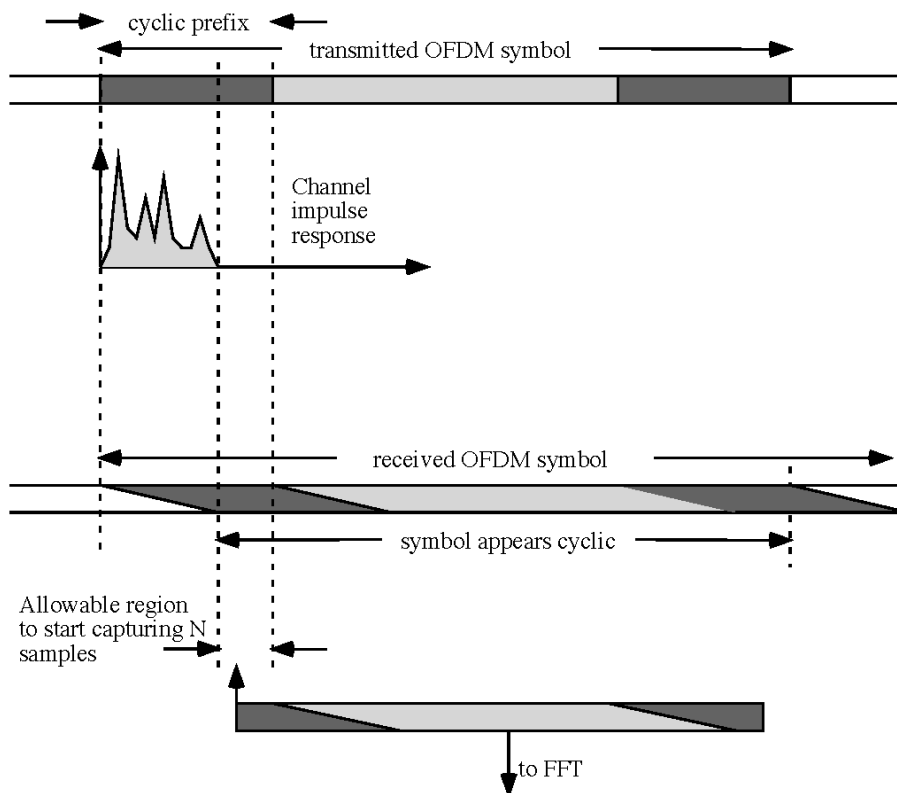 cyclic prefix
transmitted OFDM symbol
Channel
impulse
response
received OFDM symbol
symbol appears cyclic
Allowable region
to start capturing N
samples
to FFT